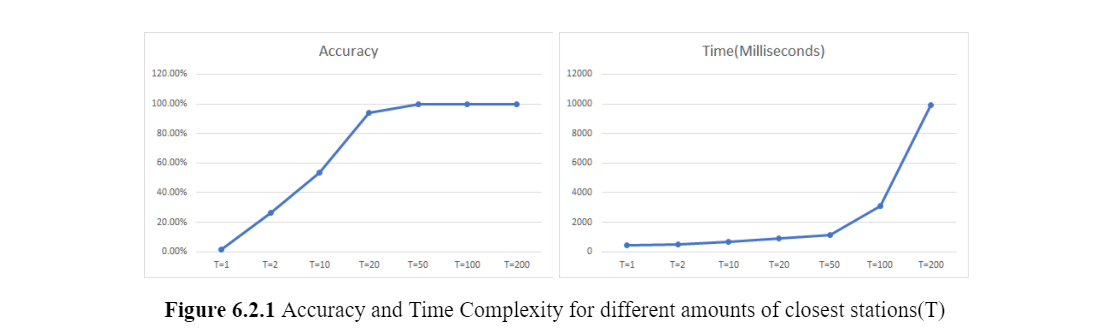 Accuracy
120.00%
100.00%
80.00%
60.00%
40.00%
20.00%
0.00%
T=1 T=2 T=10 T=20 T=50 T=100 T=200
Time(Milliseconds)
12000
10000
8000
6000
4000
2000
0
T=1 T=2 T=10 T=20 T=50 T=100 T=200
Figure 6.2.1 Accuracy and Time Complexity for different amounts of closest stations(T)